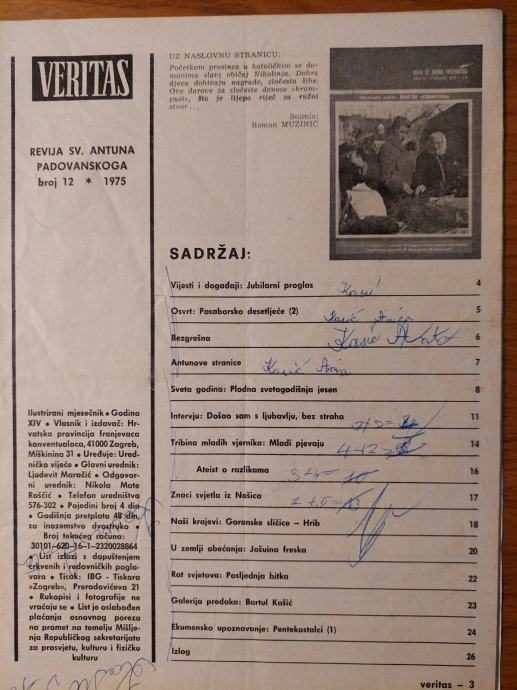 VERITAS
REVIJA SV. ANTUNA
PADOVANSKOGA
broj 12 * 1975
UZ NASLOVNU STRANICU:
Početkom prosinca u katoličkim se do-
movima slavi običaj Nikolinja. Dobra
djeca dobivaju nagrade, zločesta šibe.
Ove darove za zločeste donose »kram-
pusi«, što je lijepa riječ za ružni
stvor...
Snimio:
Roman MUŽINIĆ
SADRŽAJ:
Vijesti i događaji: Jubilarni proglas 4
Osvrt: Posaborsko desetljeće (2) 5
Bezgrešna 6
Antunove stranice 7
Sveta godina: Plodna svetogodišnja jesen 8
Intervju: Došao sam s ljubavlju, bez straha 11
Tribina mladih vjernika: Mladi pjevaju 14
Ateist o razlikama 16
Znaci svjetla iz Našica 17
Naši krajevi: Goranske sličice – Hrib 18
U zemlji obećanja: Jošuina freska 20
Rat svjetova: Posljednja bitka 22
Galerija predaka: Bartul Kašić 23
Ekumensko upoznavanje: Pentekostalci (1) 24
Izlog 26
Kasić
Kasić Anto
Kasić
Ilustrirani mjesečnik • Godina
XIV • Vlasnik i izdavač: Hr-
vatska provincija franjevaca
konventualaca, 41000 Zagreb,
Miškinina 31 • Uređuje: Ured-
ničko vijeće • Glavni urednik:
Ljudevit Maračić • Odgovor-
ni urednik: Nikola Mate
Roščić • Telefon uredništva
576-302 • Pojedini broj 4 din
• Godišnja pretplata 48 din,
za inozemstvo dvostruko •
Broj tekućeg računa:
30101-620-16-1-2320028864
• List izlazi s dopuštenjem
crkvenih i redovničkih pogla-
vara • Tisak: IBG - Tiskara
»Zagreb«, Preradovićeva 21
• Rukopisi i fotografije ne
vraćaju se • List je oslobođen
plaćanja osnovnog poreza
na promet na temelju Mišlje-
nja Republičkog sekretarijata
za prosvjetu, kulturu i fizičku
kulturu
veritas – 3